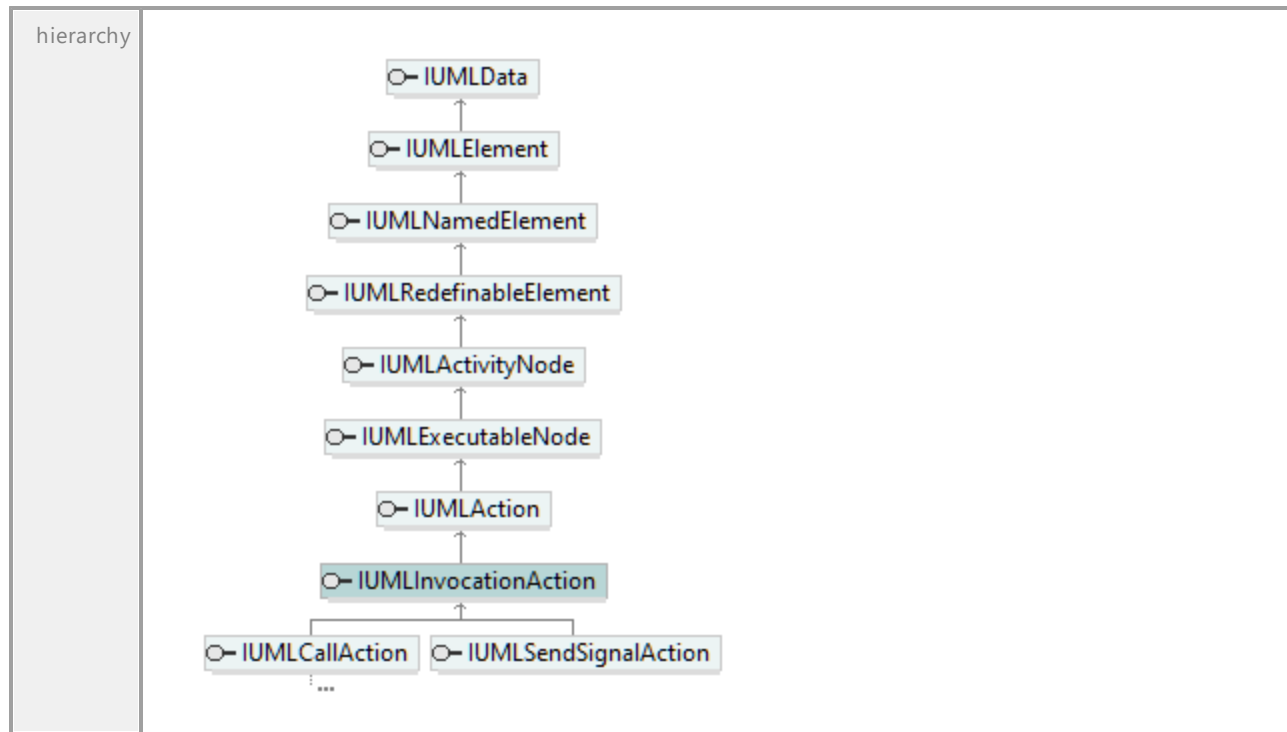 hierarchy
IUMLData
IUMLElement
IUMLNamedElement
IUMLRedefinableElement
IUMLActivityNode
IUMLExecutableNode
IUMLAction
IUMLInvocationAction
IUMLCallAction IUMLSendSignalAction
...